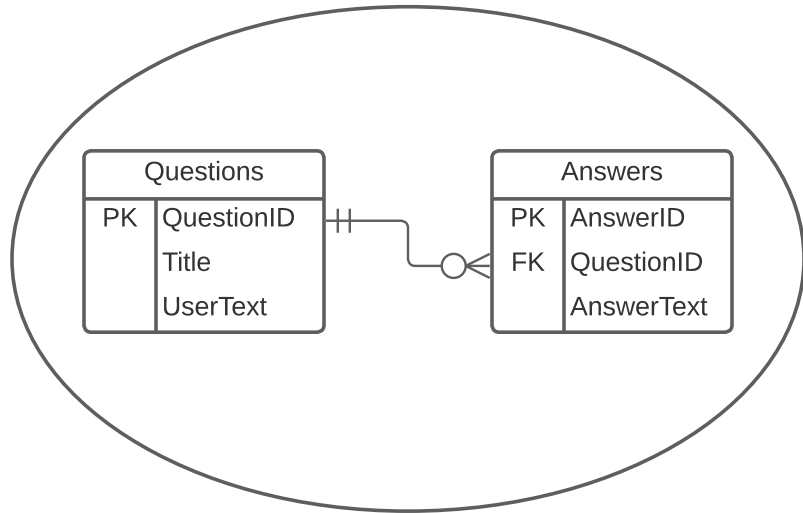 Questions
PK QuestionID
Title
UserText
Answers
PK AnswerID
FK QuestionID
AnswerText